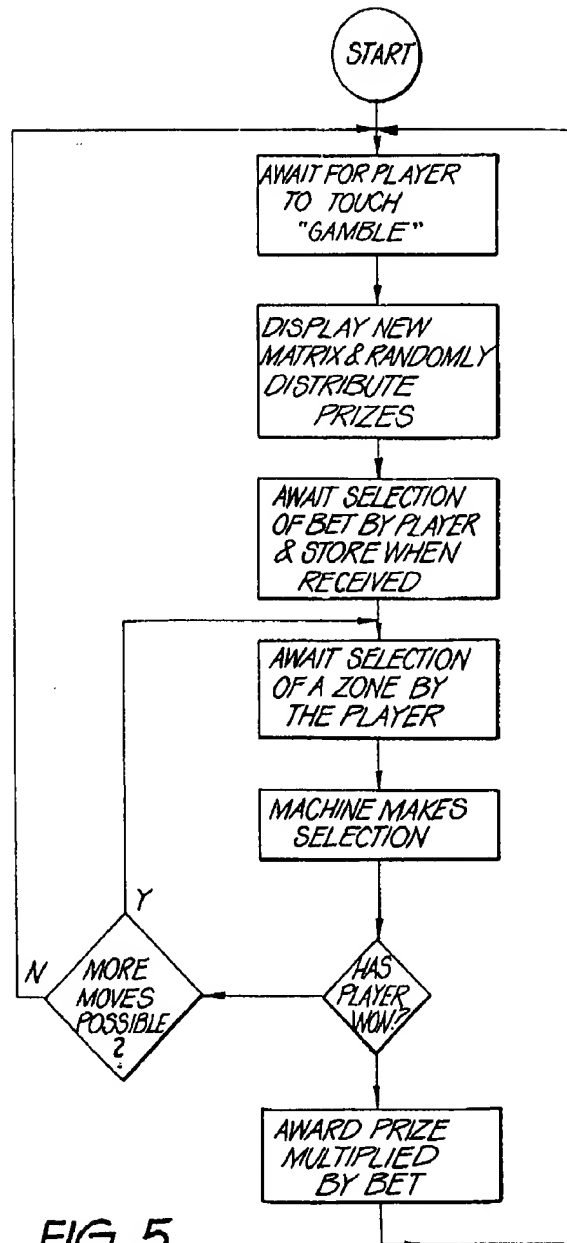 START
AWAIT FOR PLAYER
TO TOUCH
"GAMBLE"
DISPLAY NEW
MATRIX & RANDOMLY
DISTRIBUTE
PRIZES
AWAIT SELECTION
OF BET BY PLAYER
& STORE WHEN
RECEIVED
AWAIT SELECTION
OF A ZONE BY
THE PLAYER
MACHINE MAKES
SELECTION
Y
N
MORE
MOVES
POSSIBLE
?
HAS
PLAYER
WON?
AWARD PRIZE
MULTIPLIED
BY BET
FIG. 5